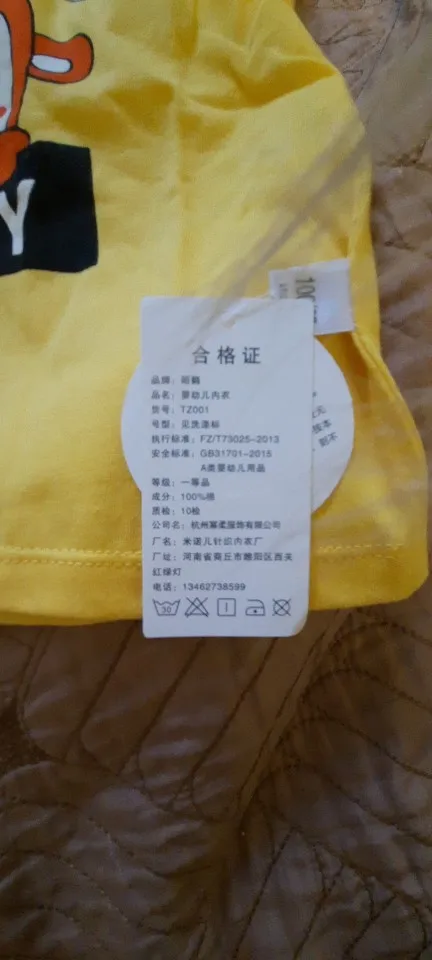 Y
100
合格证
品牌：丽鹤
品名：婴幼儿内衣
货号：TZ001
号型：见洗涤标
执行标准：FZ/T73025-2013
安全标准：GB31701-2015
A类婴幼儿用品
等级：一等品
成分：100%棉
质检：10检
公司名：杭州幕柔服饰有限公司
厂名：米诺儿针织内衣厂
厂址：河南省商丘市睢阳区西关
红绿灯
电话：13462738599
30